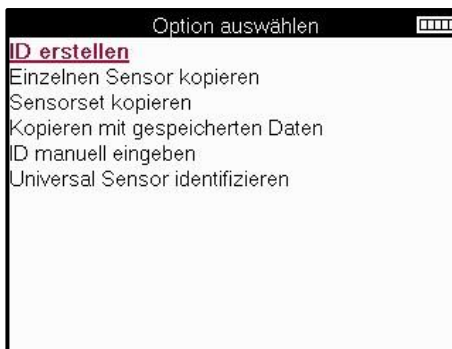 Option auswählen
ID erstellen
Einzelnen Sensor kopieren
Sensorset kopieren
Kopieren mit gespeicherten Daten
ID manuell eingeben
Universal Sensor identifizieren